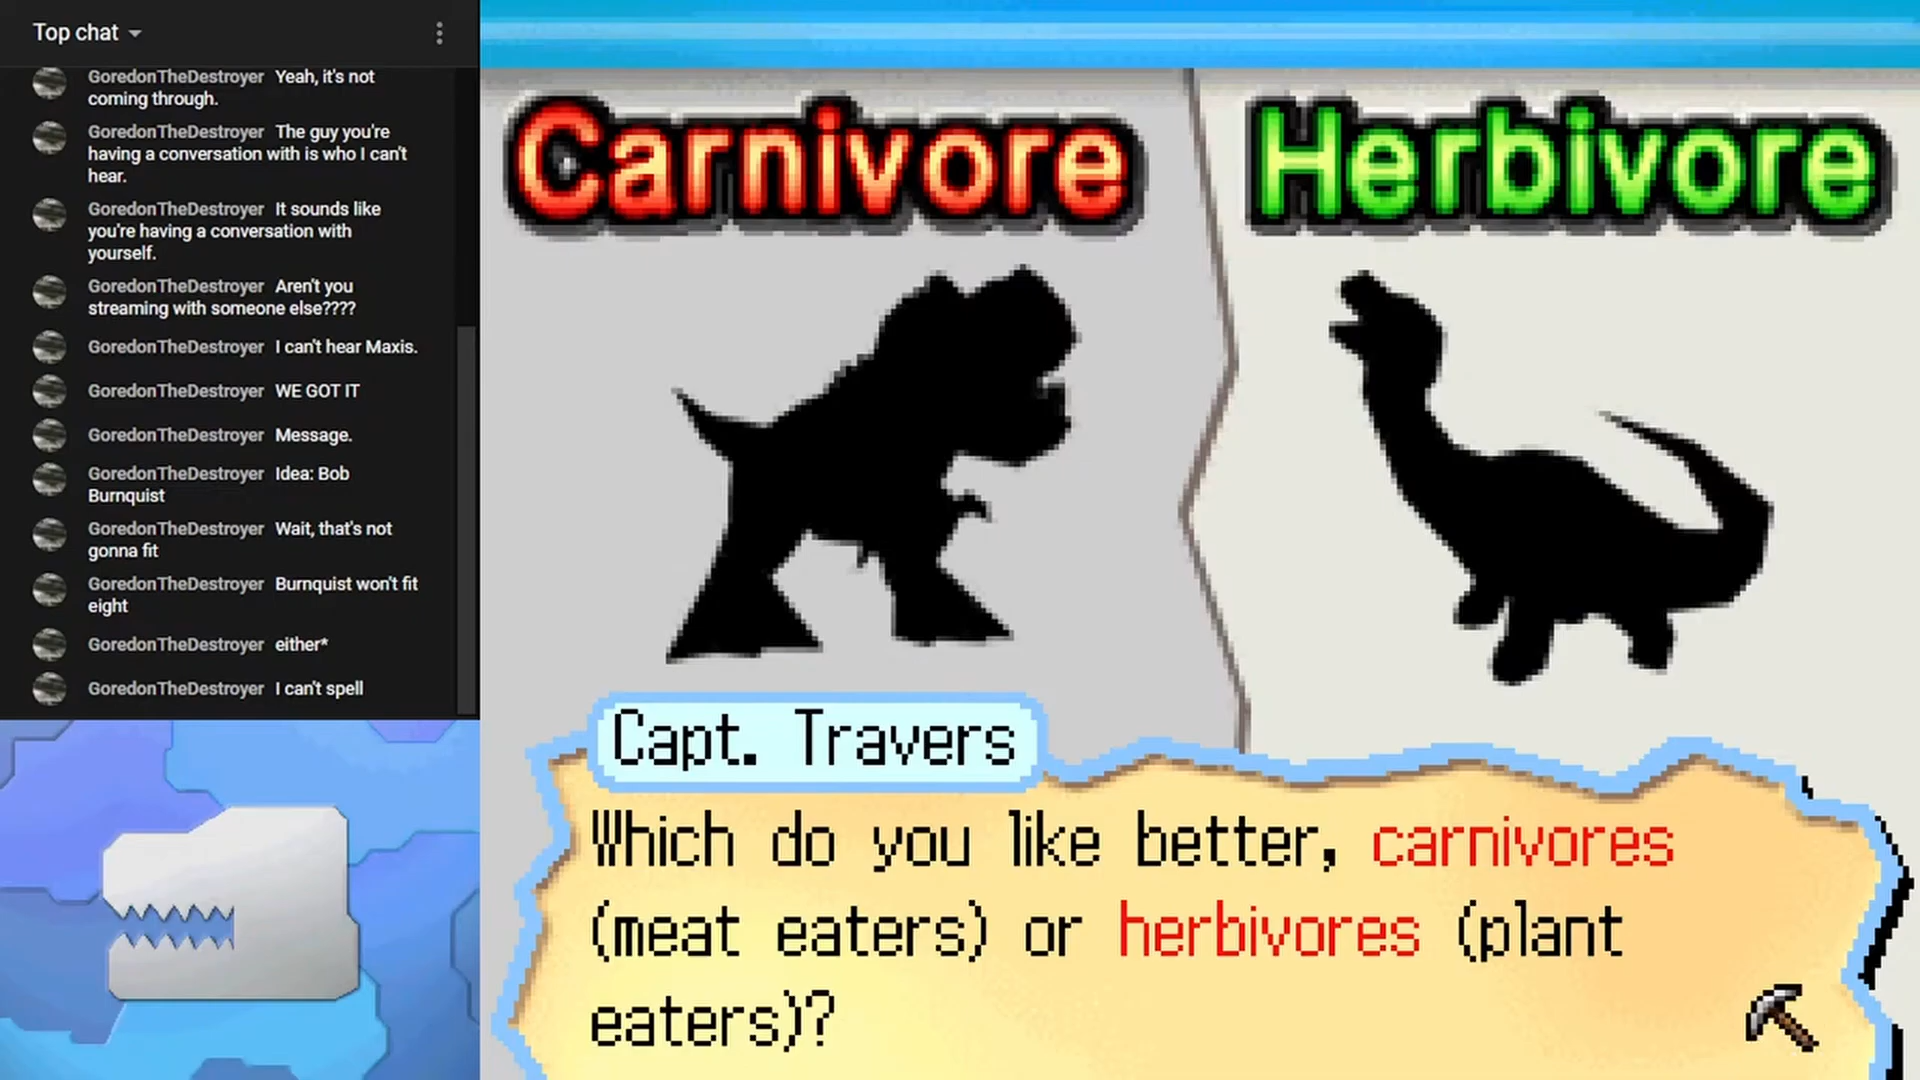 Top chat
GoredonTheDestroyer Yeah, it's not
coming through.
GoredonTheDestroyer The guy you're
having a conversation with is who I can't
hear.
GoredonTheDestroyer It sounds like
you're having a conversation with
yourself.
GoredonTheDestroyer Aren't you
streaming with someone else????
GoredonTheDestroyer I can't hear Maxis.
GoredonTheDestroyer WE GOT IT
GoredonTheDestroyer Message.
GoredonTheDestroyer Idea: Bob
Burnquist
GoredonTheDestroyer Wait, that's not
gonna fit
GoredonTheDestroyer Burnquist won't fit
eight
GoredonTheDestroyer either*
GoredonTheDestroyer I can't spell
Carnivore
Herbivore
Capt. Travers
Which do you like better, carnivores
(meat eaters) or herbivores (plant
eaters)?